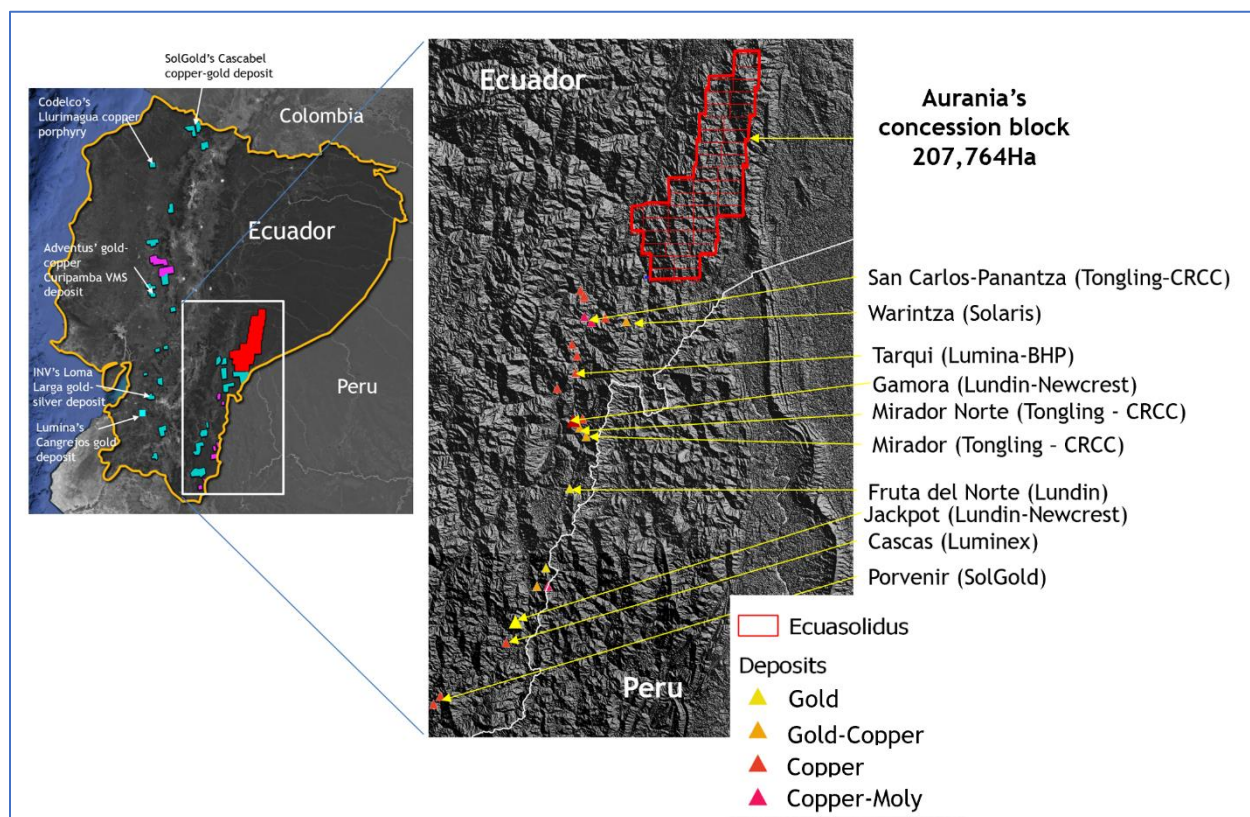 SolGold's Cascabel
copper-gold deposit
Codelco's
Llurimagua copper
porphyry
Colombia
Ecuador
Adventus' gold-
copper
Curipamba VMS
deposit
Peru
INV's Loma
Larga gold-
silver deposit
Lumina's
Cangrejos gold
deposit
Ecuador
Aurania's
concession block
207,764Ha
San Carlos-Panantza (Tongling-CRCC)
Warintza (Solaris)
Tarqui (Lumina-BHP)
Gamora (Lundin-Newcrest)
Mirador Norte (Tongling - CRCC)
Mirador (Tongling – CRCC)
Fruta del Norte (Lundin)
Jackpot (Lundin-Newcrest)
Cascas (Luminex)
Porvenir (SolGold)
Peru
Ecuasolidus
Deposits
Gold
Gold-Copper
Copper
Copper-Moly